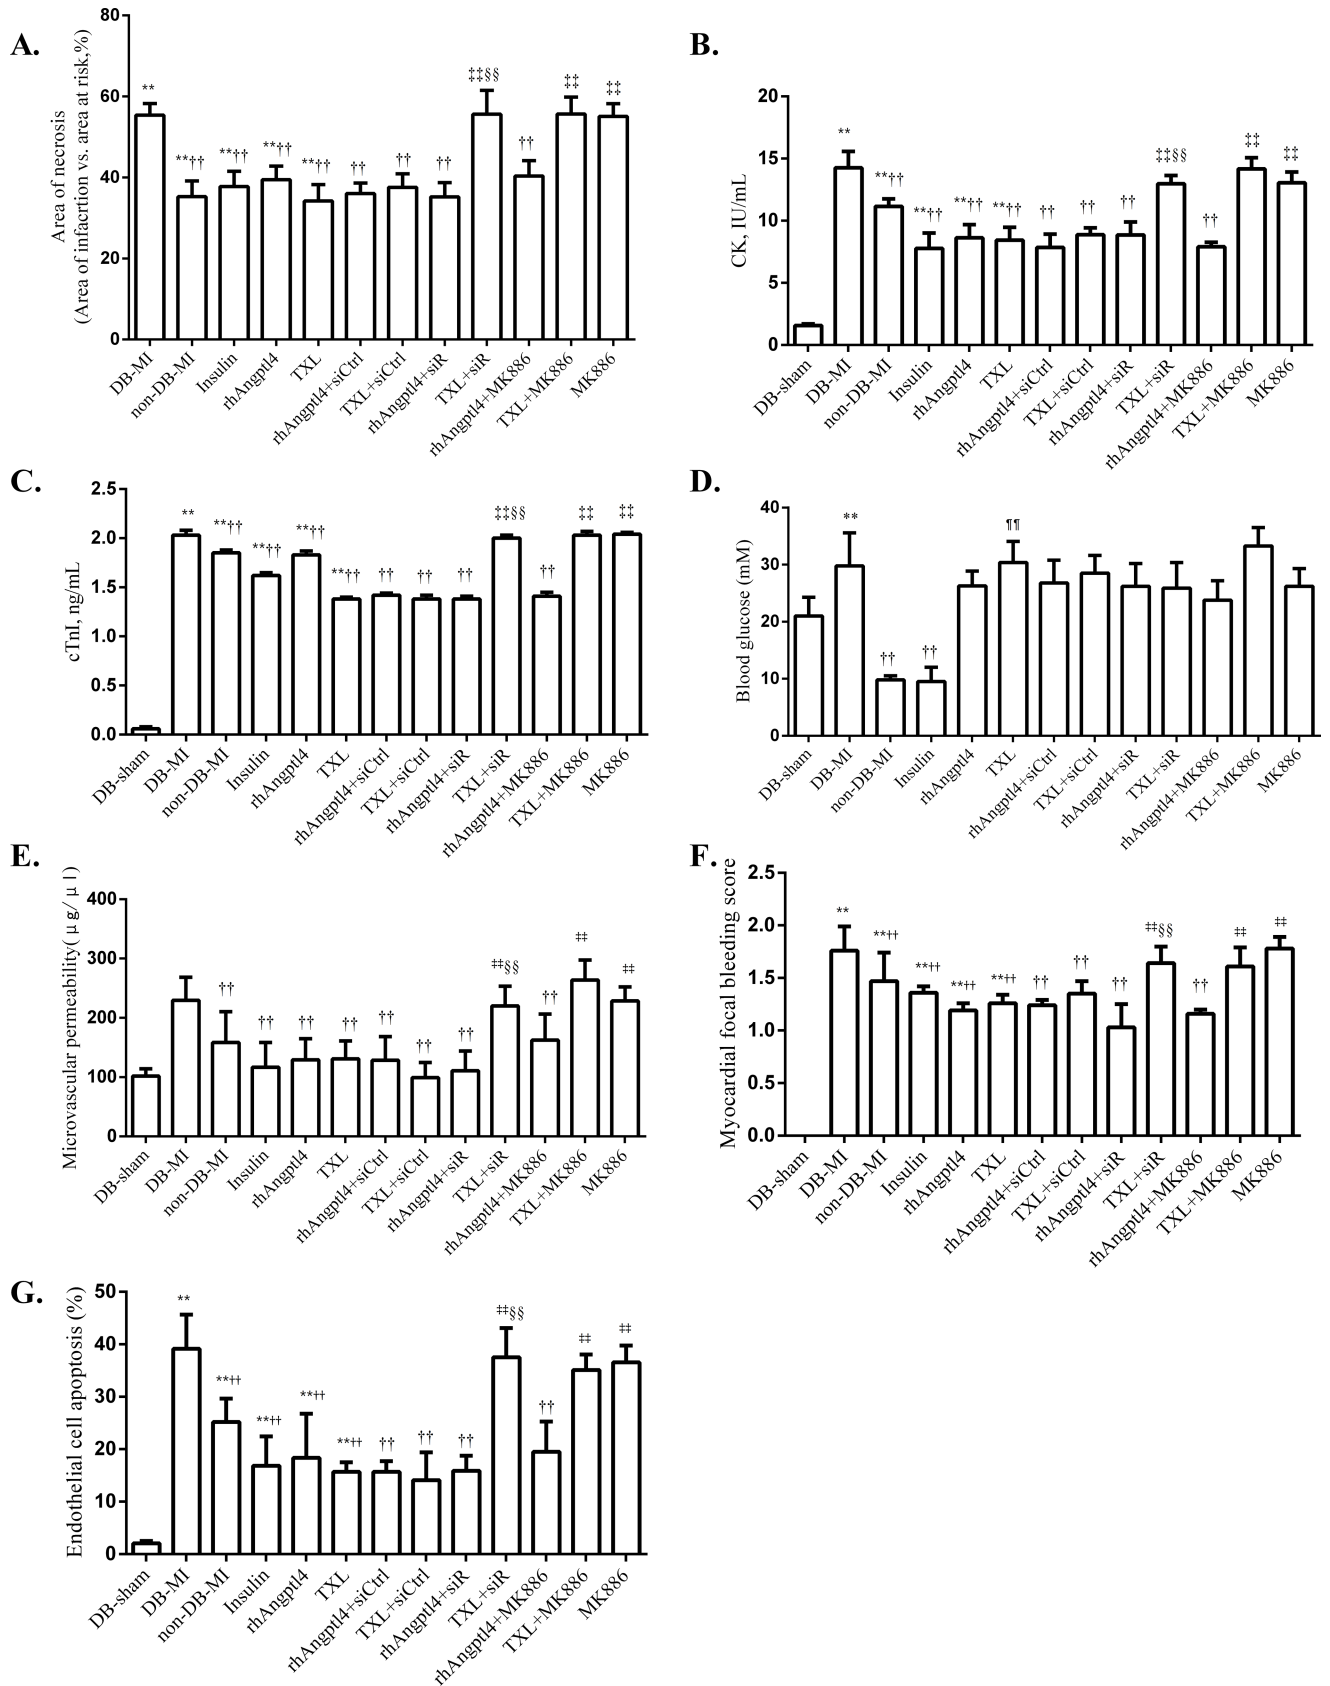 A.
Area of necrosis
(Area of infacrtion vs. area at risk,%)
80
60
40
20
0
**
**††
**††
**††
**††
††
††
††
‡‡§§
††
‡‡
‡‡
DB-MI
non-DB-MI
Insulin
rhAngptl4
TXL
rhAngptl4+siCtrl
TXL+siCtrl
rhAngptl4+siR
TXL+siR
rhAngptl4+MK886
TXL+MK886
MK886
B.
CK, IU/mL
20
15
10
5
0
**
**††
**††
**††
**††
††
††
††
‡‡§§
††
‡‡
‡‡
DB-sham
DB-MI
non-DB-MI
Insulin
rhAngptl4
TXL
rhAngptl4+siCtrl
TXL+siCtrl
rhAngptl4+siR
TXL+siR
rhAngptl4+MK886
TXL+MK886
MK886
C.
cTnI, ng/mL
2.5
2.0
1.5
1.0
0.5
0.0
**
**††
**††
**††
**††
††
††
††
‡‡§§
††
‡‡
‡‡
DB-sham
DB-MI
non-DB-MI
Insulin
rhAngptl4
TXL
rhAngptl4+siCtrl
TXL+siCtrl
rhAngptl4+siR
TXL+siR
rhAngptl4+MK886
TXL+MK886
MK886
D.
Blood glucose (mM)
40
30
20
10
0
**
††
††
¶¶
DB-sham
DB-MI
non-DB-MI
Insulin
rhAngptl4
TXL
rhAngptl4+siCtrl
TXL+siCtrl
rhAngptl4+siR
TXL+siR
rhAngptl4+MK886
TXL+MK886
MK886
E.
Microvascular permeability(μg/μl)
400
300
200
100
0
††
††
††
††
††
††
††
‡‡§§
††
‡‡
‡‡
DB-sham
DB-MI
non-DB-MI
Insulin
rhAngptl4
TXL
rhAngptl4+siCtrl
TXL+siCtrl
rhAngptl4+siR
TXL+siR
rhAngptl4+MK886
TXL+MK886
MK886
F.
Myocardial focal bleeding score
2.5
2.0
1.5
1.0
0.5
0.0
**
**††
**††
**††
**††
††
††
††
‡‡§§
††
‡‡
‡‡
DB-sham
DB-MI
non-DB-MI
Insulin
rhAngptl4
TXL
rhAngptl4+siCtrl
TXL+siCtrl
rhAngptl4+siR
TXL+siR
rhAngptl4+MK886
TXL+MK886
MK886
G.
Endothelial cell apoptosis (%)
50
40
30
20
10
0
**
**††
**††
**††
**††
††
††
††
‡‡§§
††
‡‡
‡‡
DB-sham
DB-MI
non-DB-MI
Insulin
rhAngptl4
TXL
rhAngptl4+siCtrl
TXL+siCtrl
rhAngptl4+siR
TXL+siR
rhAngptl4+MK886
TXL+MK886
MK886